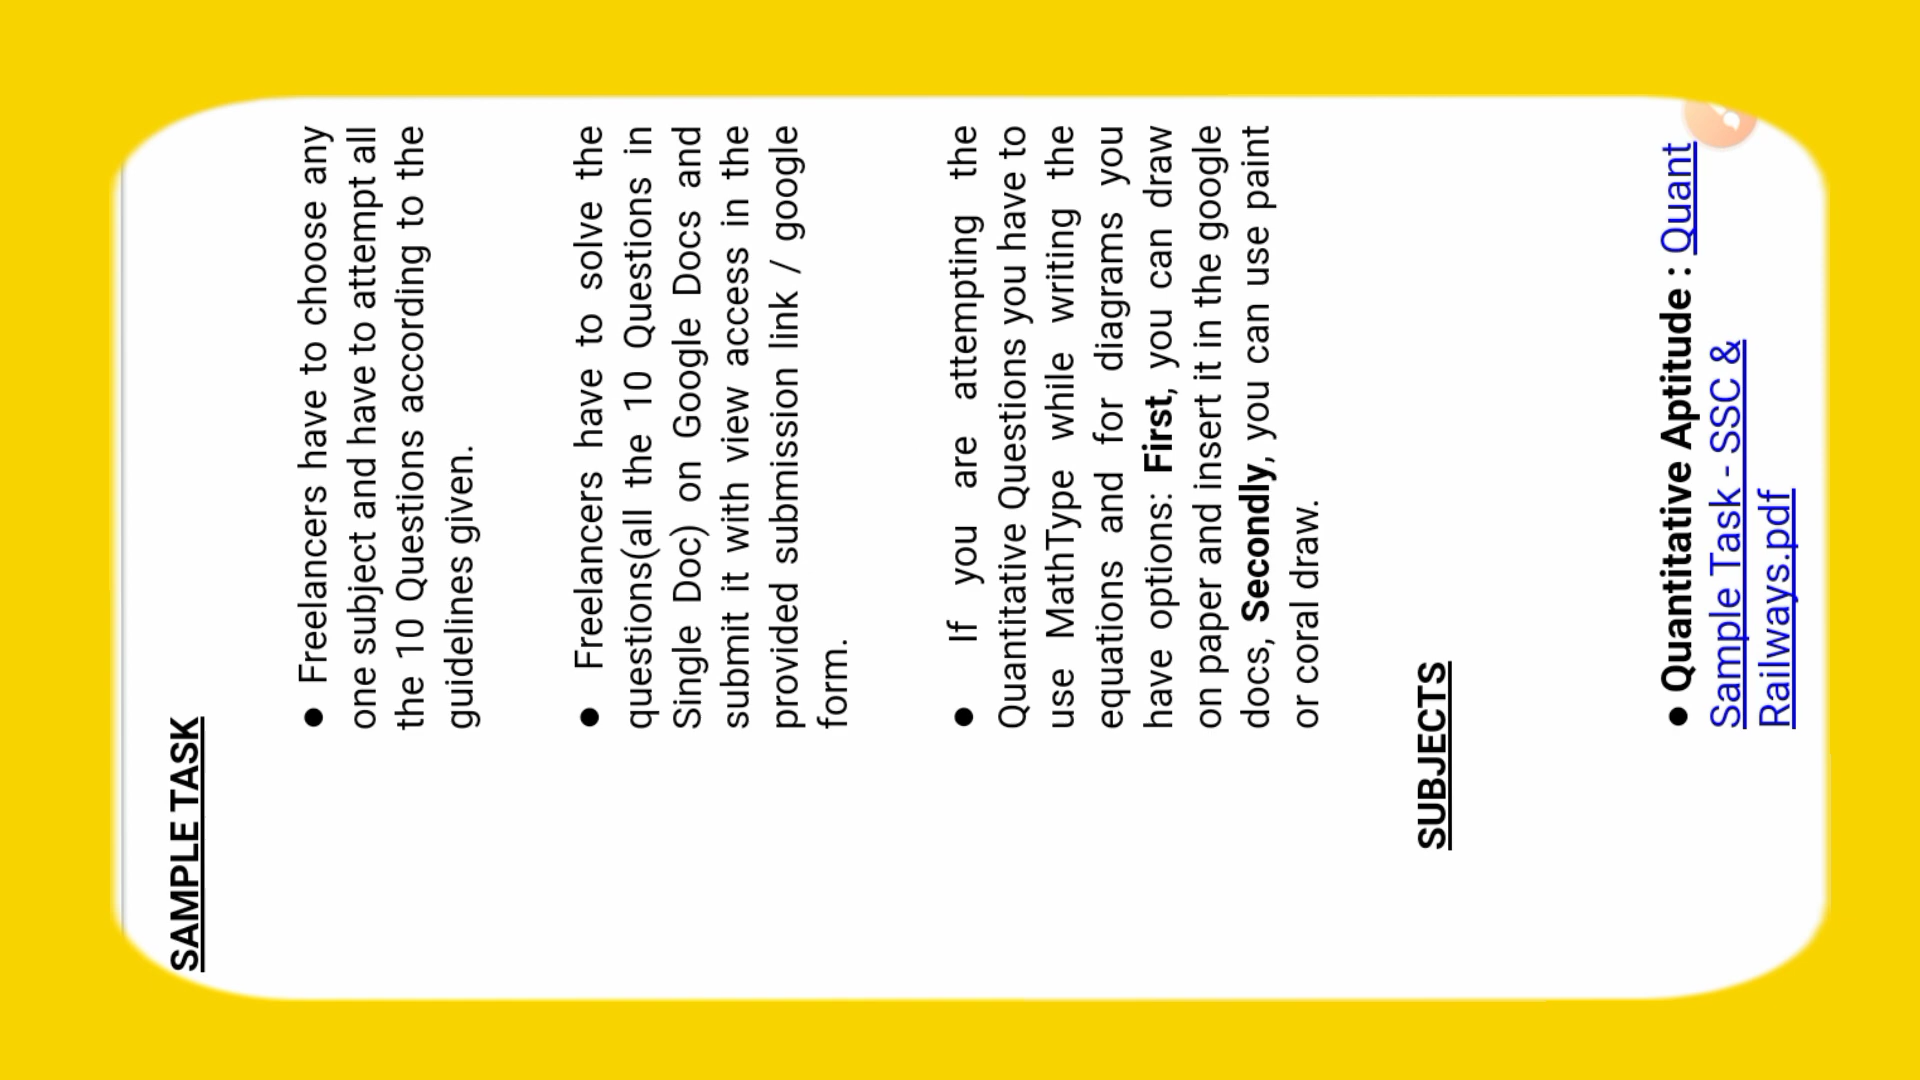 SAMPLE TASK
● Freelancers have to choose any
one subject and have to attempt all
the 10 Questions according to the
guidelines given.
● Freelancers have to solve the
questions(all the 10 Questions in
Single Doc) on Google Docs and
submit it with view access in the
provided submission link / google
form.
● If you are attempting the
Quantitative Questions you have to
use MathType while writing the
equations and for diagrams you
have options: First, you can draw
on paper and insert it in the google
docs, Secondly, you can use paint
or coral draw.
SUBJECTS
● Quantitative Aptitude : Quant
Sample Task - SSC &
Railways.pdf